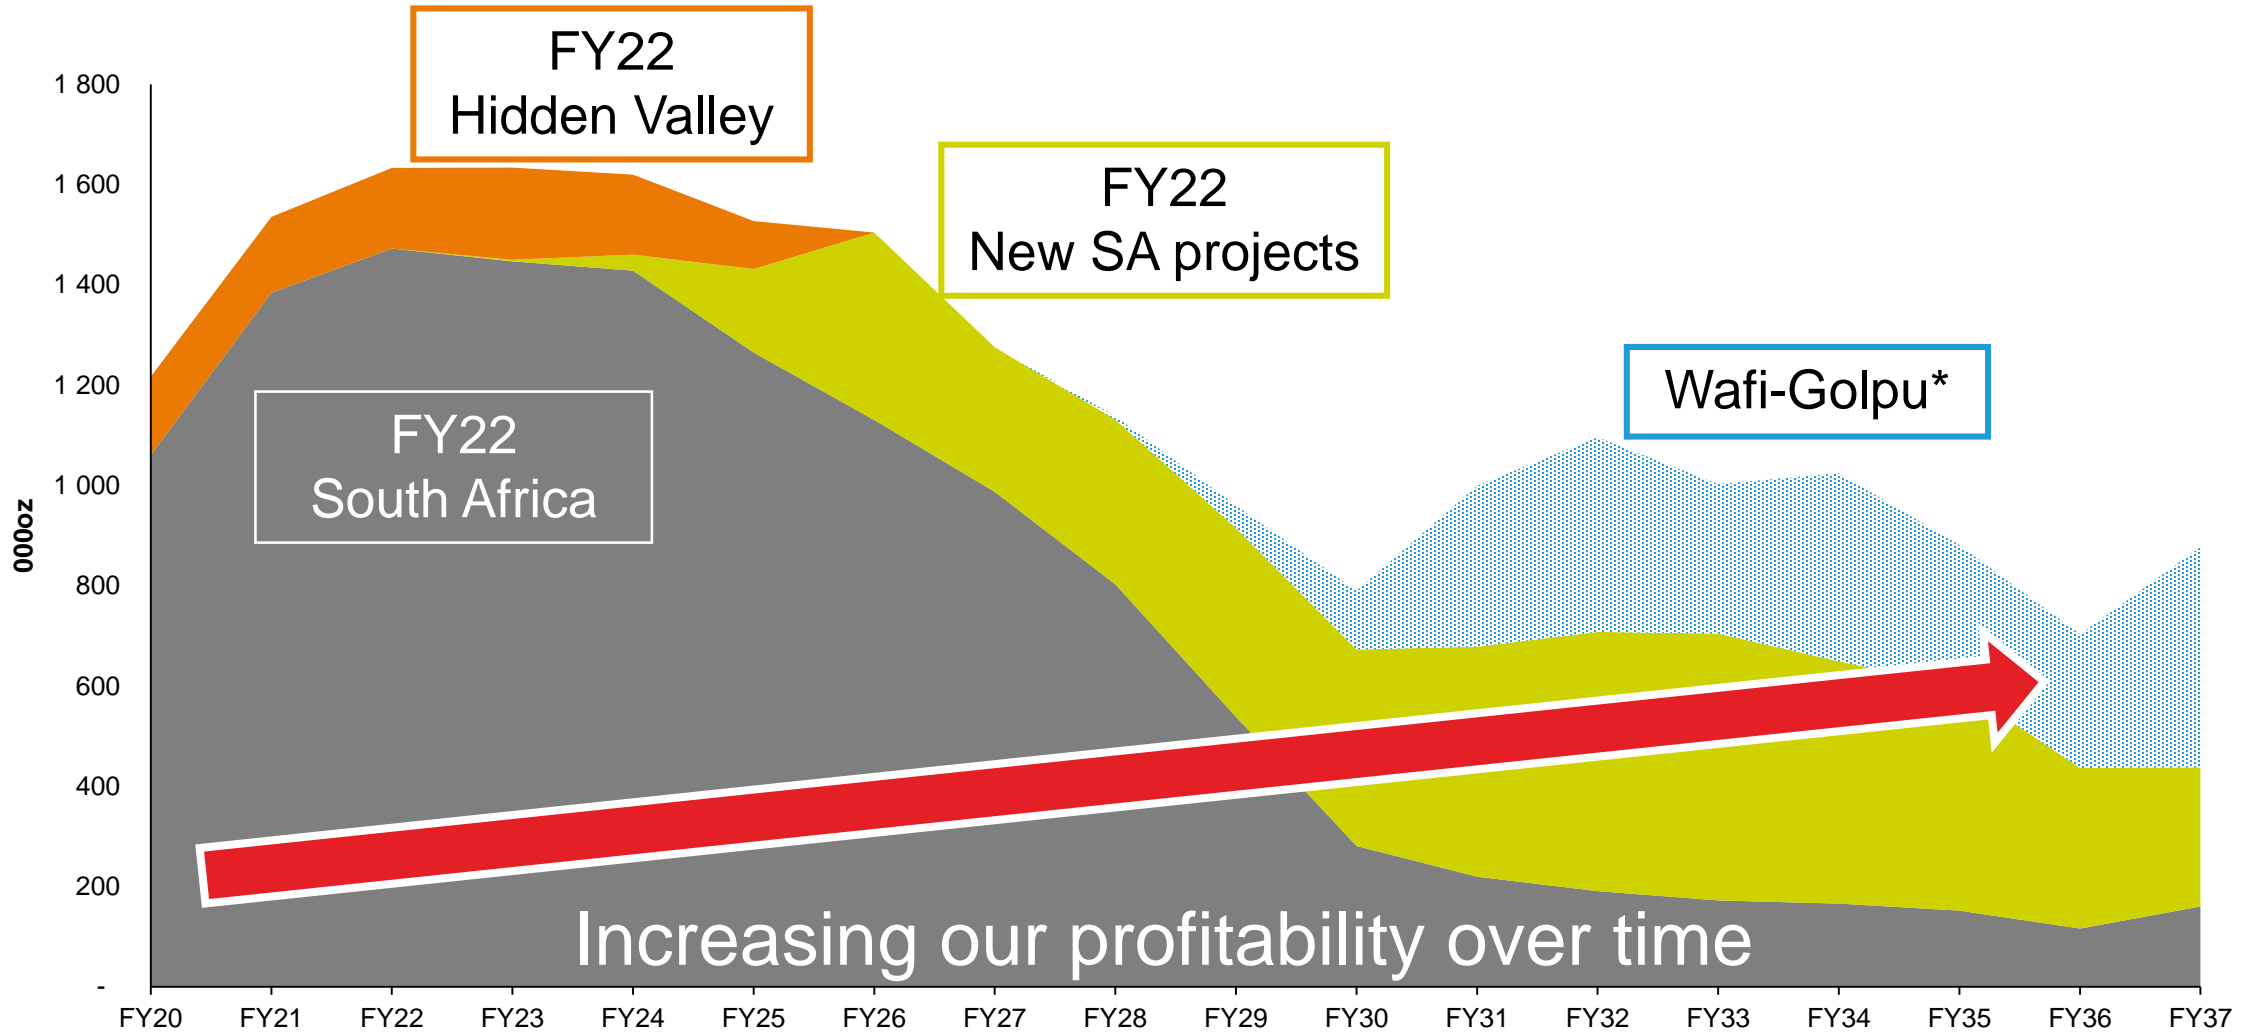 FY22
Hidden Valley
FY22
New SA projects
Wafi-Golpu*
FY22
South Africa
Increasing our profitability over time
000oz
1 800
1 600
1 400
1 200
1 000
800
600
400
200
-
FY20 FY21 FY22 FY23 FY24 FY25 FY26 FY27 FY28 FY29 FY30 FY31 FY32 FY33 FY34 FY35 FY36 FY37